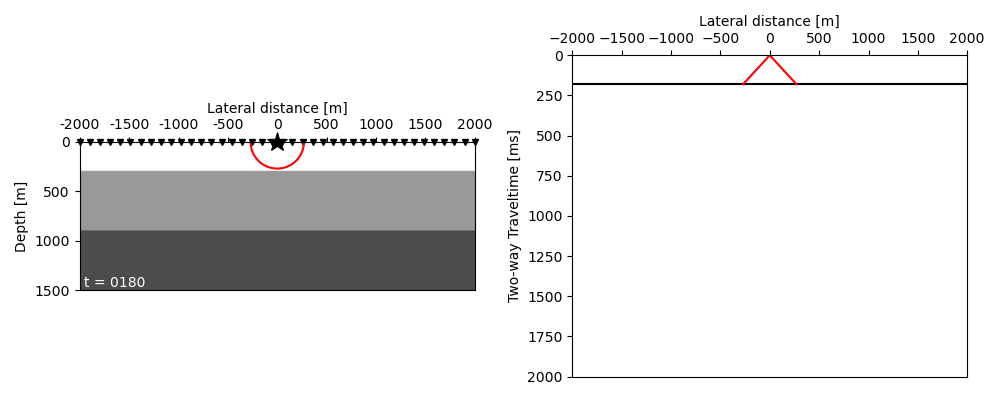 Lateral distance [m]
-2000 -1500 -1000 -500 0 500 1000 1500 2000
0
500
1000
1500
Depth [m]
t = 0180
Lateral distance [m]
−2000 −1500 −1000 −500 0 500 1000 1500 2000
0
250
500
750
1000
1250
1500
1750
2000
Two-way Traveltime [ms]